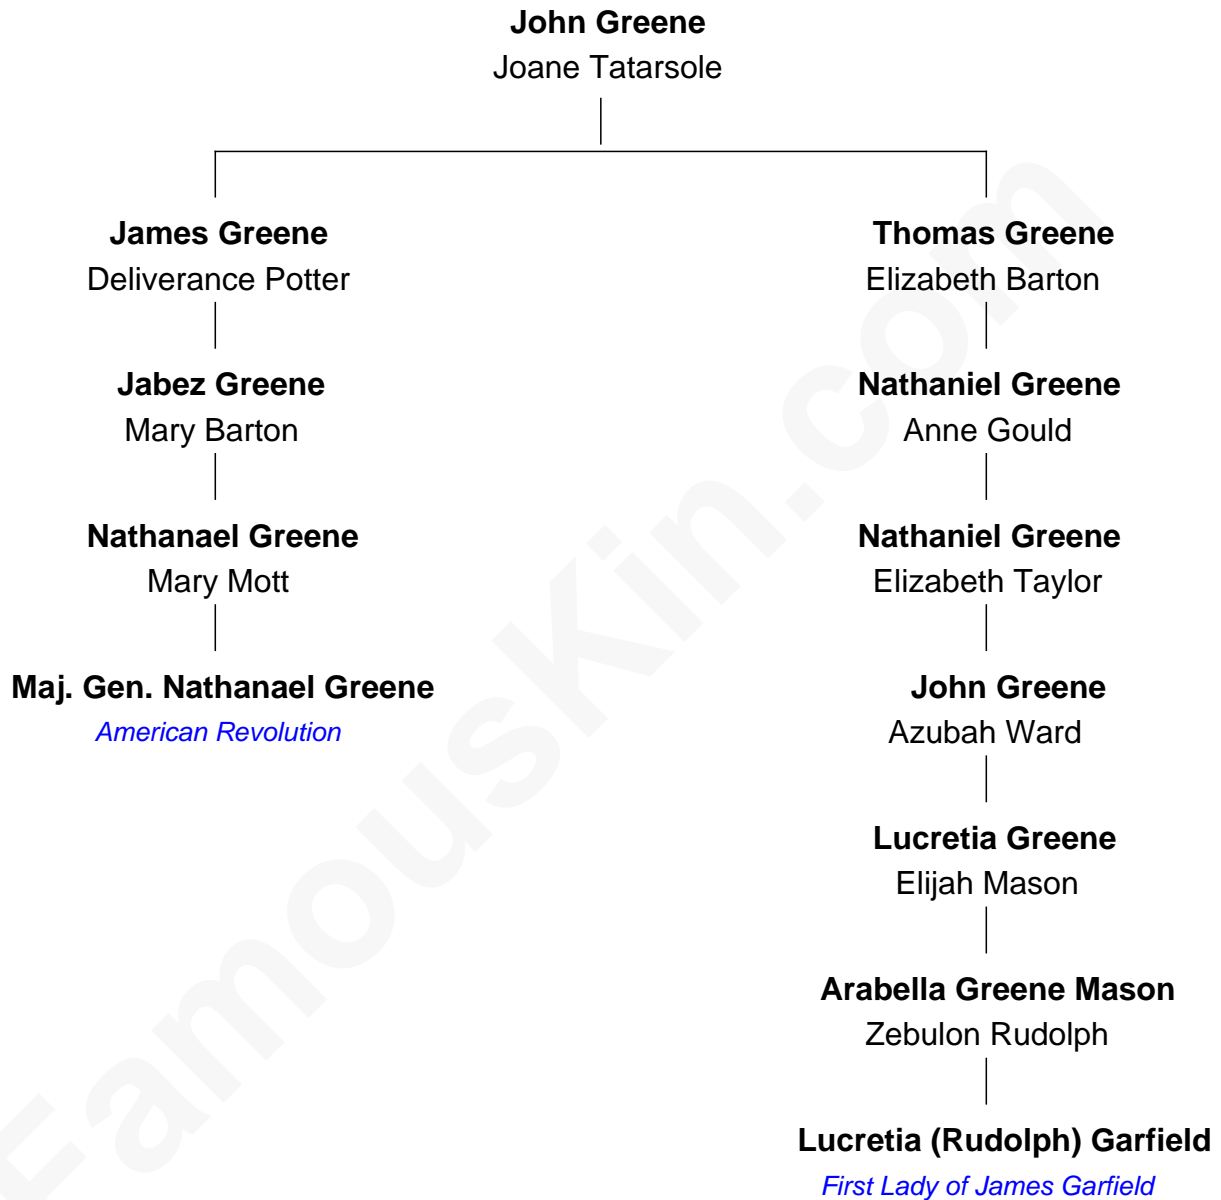 John Greene
Joane Tatarsole
James Greene
Deliverance Potter
Thomas Greene
Elizabeth Barton
Jabez Greene
Mary Barton
Nathaniel Greene
Anne Gould
Nathanael Greene
Mary Mott
Nathaniel Greene
Elizabeth Taylor
Maj. Gen. Nathanael Greene
American Revolution
John Greene
Azubah Ward
Lucretia Greene
Elijah Mason
Arabella Greene Mason
Zebulon Rudolph
Lucretia (Rudolph) Garfield
First Lady of James Garfield
FamousKin.com